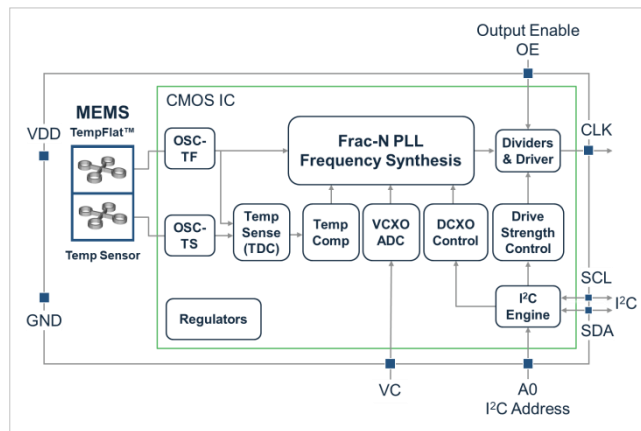 Output Enable
OE
CMOS IC
MEMS
TempFlat™
VDD
OSC-
TF
Frac-N PLL
Frequency Synthesis
Dividers
& Driver
CLK
OSC-
TS
Temp
Sense
(TDC)
Temp
Comp
VCXO
ADC
DCXO
Control
Drive
Strength
Control
Temp Sensor
SCL
I²C
SDA
I²C
Engine
GND
Regulators
VC
A0
I²C Address